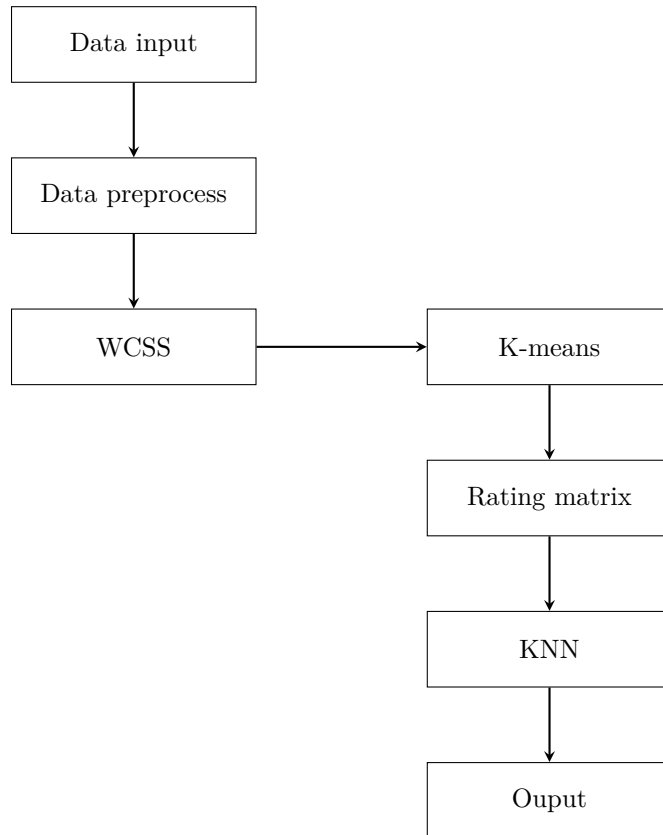 Data input
Data preprocess
WCSS
K-means
Rating matrix
KNN
Ouput